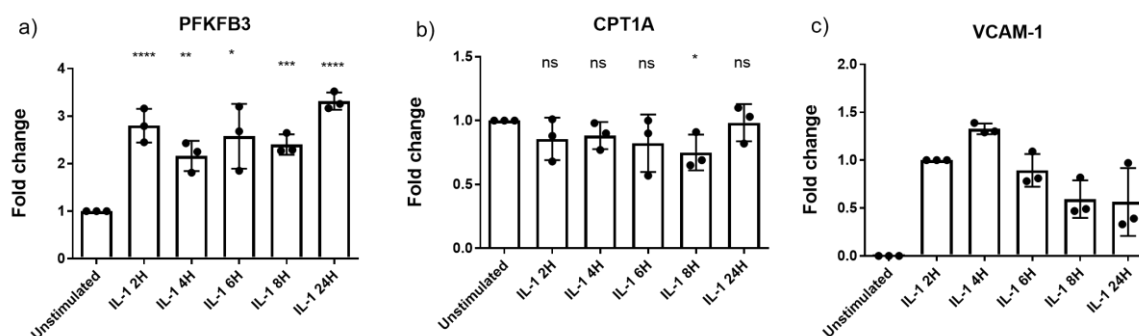 a)
PFKFB3
**** ** * *** ****
Fold change
4
3
2
1
0
Unstimulated
IL-1 2H
IL-1 4H
IL-1 6H
IL-1 8H
IL-1 24H
b)
CPT1A
ns ns ns * ns
Fold change
1.5
1.0
0.5
0.0
Unstimulated
IL-1 2H
IL-1 4H
IL-1 6H
IL-1 8H
IL-1 24H
c)
VCAM-1
Fold change
2.0
1.5
1.0
0.5
0.0
Unstimulated
IL-1 2H
IL-1 4H
IL-1 6H
IL-1 8H
IL-1 24H